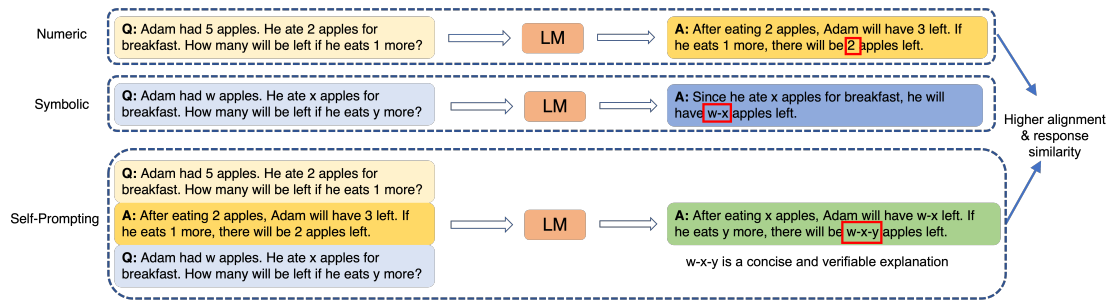 Numeric
Q: Adam had 5 apples. He ate 2 apples for
breakfast. How many will be left if he eats 1 more?
LM
A: After eating 2 apples, Adam will have 3 left. If
he eats 1 more, there will be 2 apples left.
Symbolic
Q: Adam had w apples. He ate x apples for
breakfast. How many will be left if he eats y more?
LM
A: Since he ate x apples for breakfast, he will
have w-x apples left.
Higher alignment
& response
similarity
Self-Prompting
Q: Adam had 5 apples. He ate 2 apples for
breakfast. How many will be left if he eats 1 more?
A: After eating 2 apples, Adam will have 3 left. If
he eats 1 more, there will be 2 apples left.
Q: Adam had w apples. He ate x apples for
breakfast. How many will be left if he eats y more?
LM
A: After eating x apples, Adam will have w-x left. If
he eats y more, there will be w-x-y apples left.
w-x-y is a concise and verifiable explanation